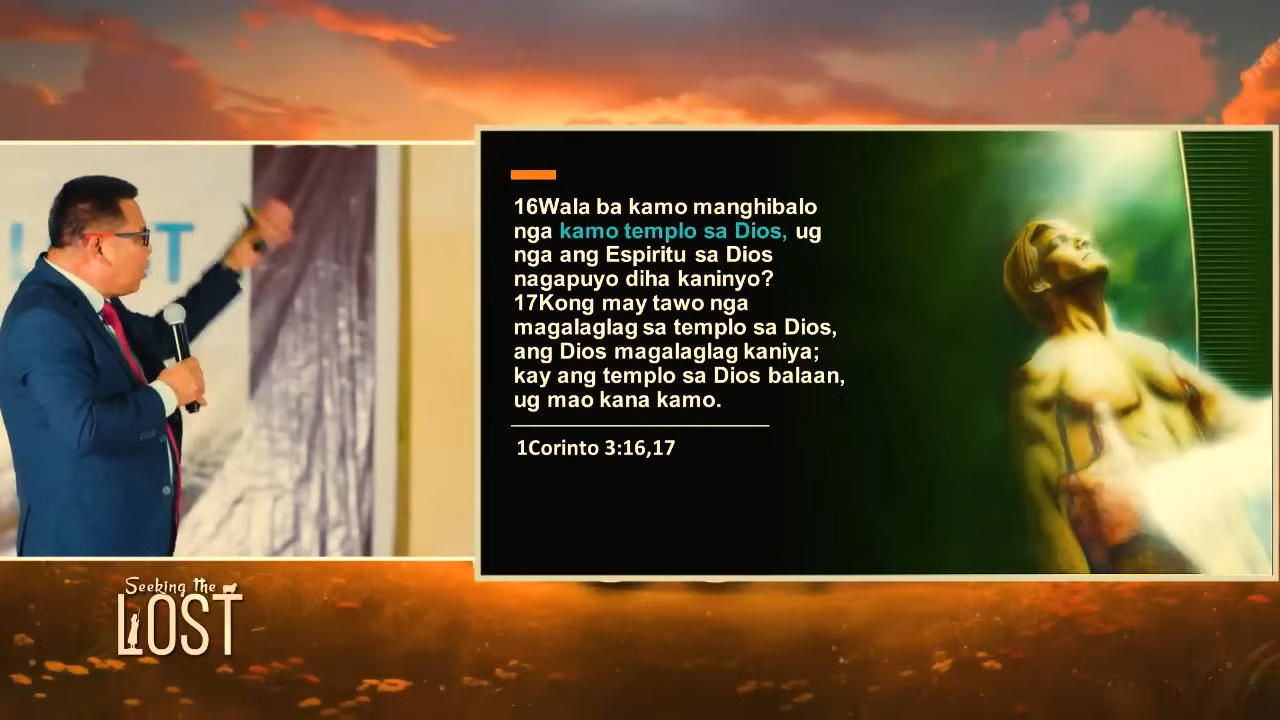 16Wala ba kamo manghibalo
nga kamo templo sa Dios, ug
nga ang Espiritu sa Dios
nagapuyo diha kaninyo?
17Kong may tawo nga
magalaglag sa templo sa Dios,
ang Dios magalaglag kaniya;
kay ang templo sa Dios balaan,
ug mao kana kamo.
1Corinto 3:16,17
Seeking the
LOST